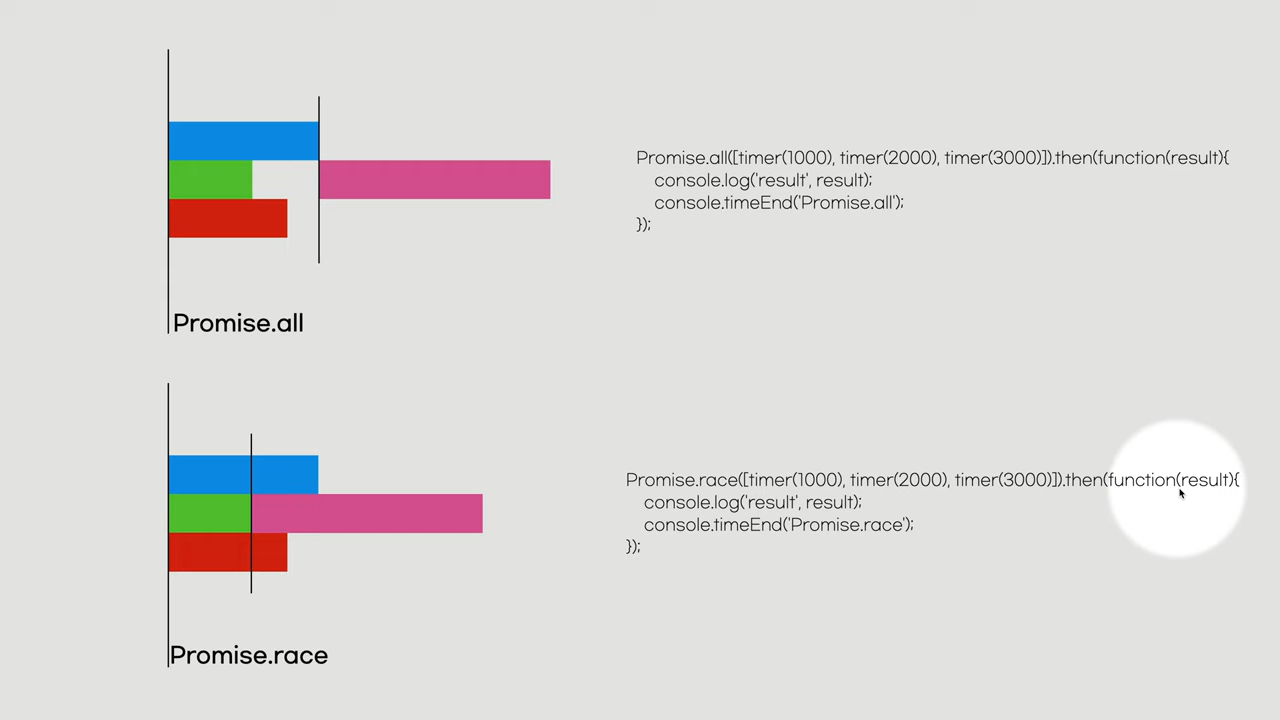 Promise.all([timer(1000), timer(2000), timer(3000)]).then(function(result){
console.log('result', result);
console.timeEnd('Promise.all');
});
Promise.all
Promise.race([timer(1000), timer(2000), timer(3000)]).then(function(result){
console.log('result', result);
console.timeEnd('Promise.race');
});
Promise.race